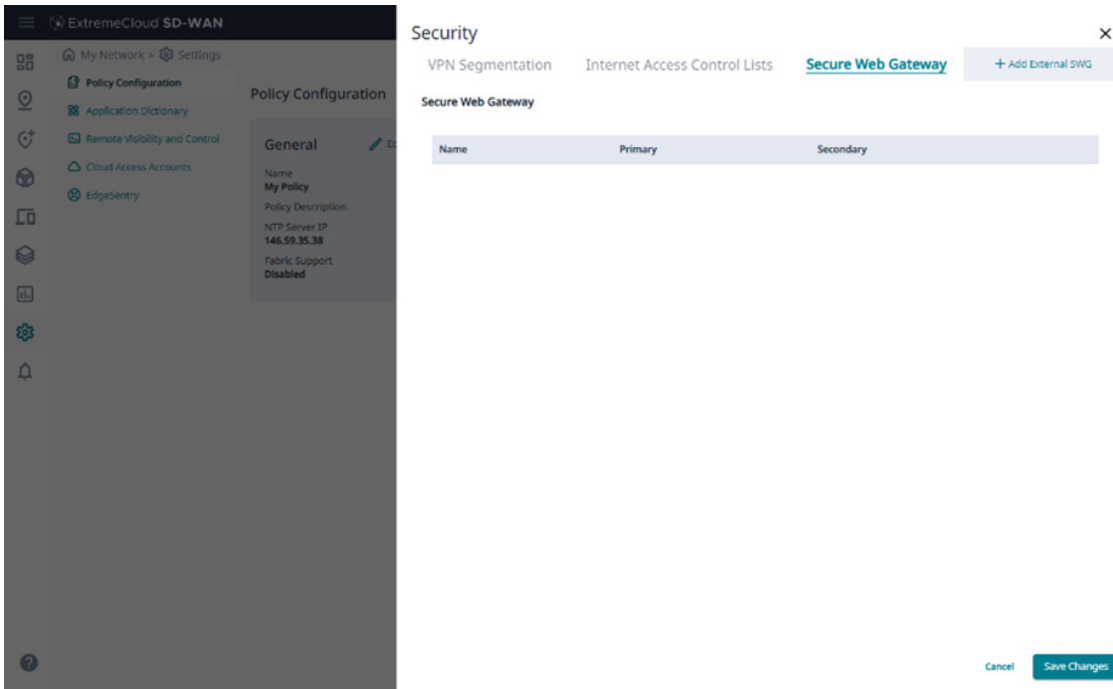 ExtremeCloud SD-WAN
My Network > Settings
Policy Configuration
Application Dictionary
Remote Visibility and Control
Cloud Access Accounts
EdgeSentry
Policy Configuration
General
Name
My Policy
Policy Description
NTP Server IP
146.59.35.38
Fabric Support
Disabled
Security
VPN Segmentation Internet Access Control Lists Secure Web Gateway + Add External SWG
Secure Web Gateway
Name Primary Secondary
Cancel Save Changes